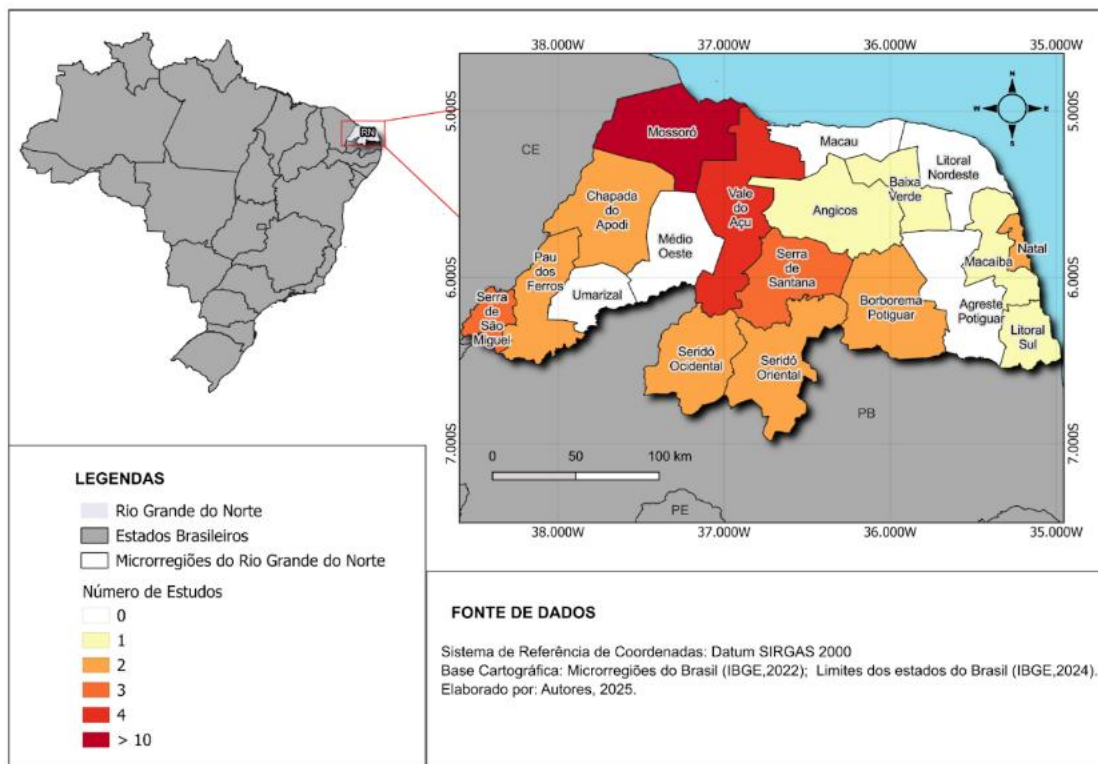 38.000W 37.000W 36.000W 35.000W
N
W E
S
5.000S 5.000S
RN
Mossoró
Macau
CE
Litoral
Nordeste
Baixa
Verde
Chapada
do
Apodi
Vale
do
Açu
Angicos
Médio
Oeste
Natal
Pau
dos
Ferros
Serra
de
Santana
Macaíba
6.000S 6.000S
Serra
de São
Miguel
Umarizal
Borborema
Potiguar
Agreste
Potiguar
Litoral
Sul
Seridó
Ocidental
Seridó
Oriental
PB
7.000S 7.000S
0 50 100 km
PE
38.000W 37.000W 36.000W 35.000W
LEGENDAS
Rio Grande do Norte
Estados Brasileiros
Microrregiões do Rio Grande do Norte
Número de Estudos
0
1
2
3
4
> 10
FONTE DE DADOS
Sistema de Referência de Coordenadas: Datum SIRGAS 2000
Base Cartográfica: Microrregiões do Brasil (IBGE,2022); Limites dos estados do Brasil (IBGE,2024).
Elaborado por: Autores, 2025.